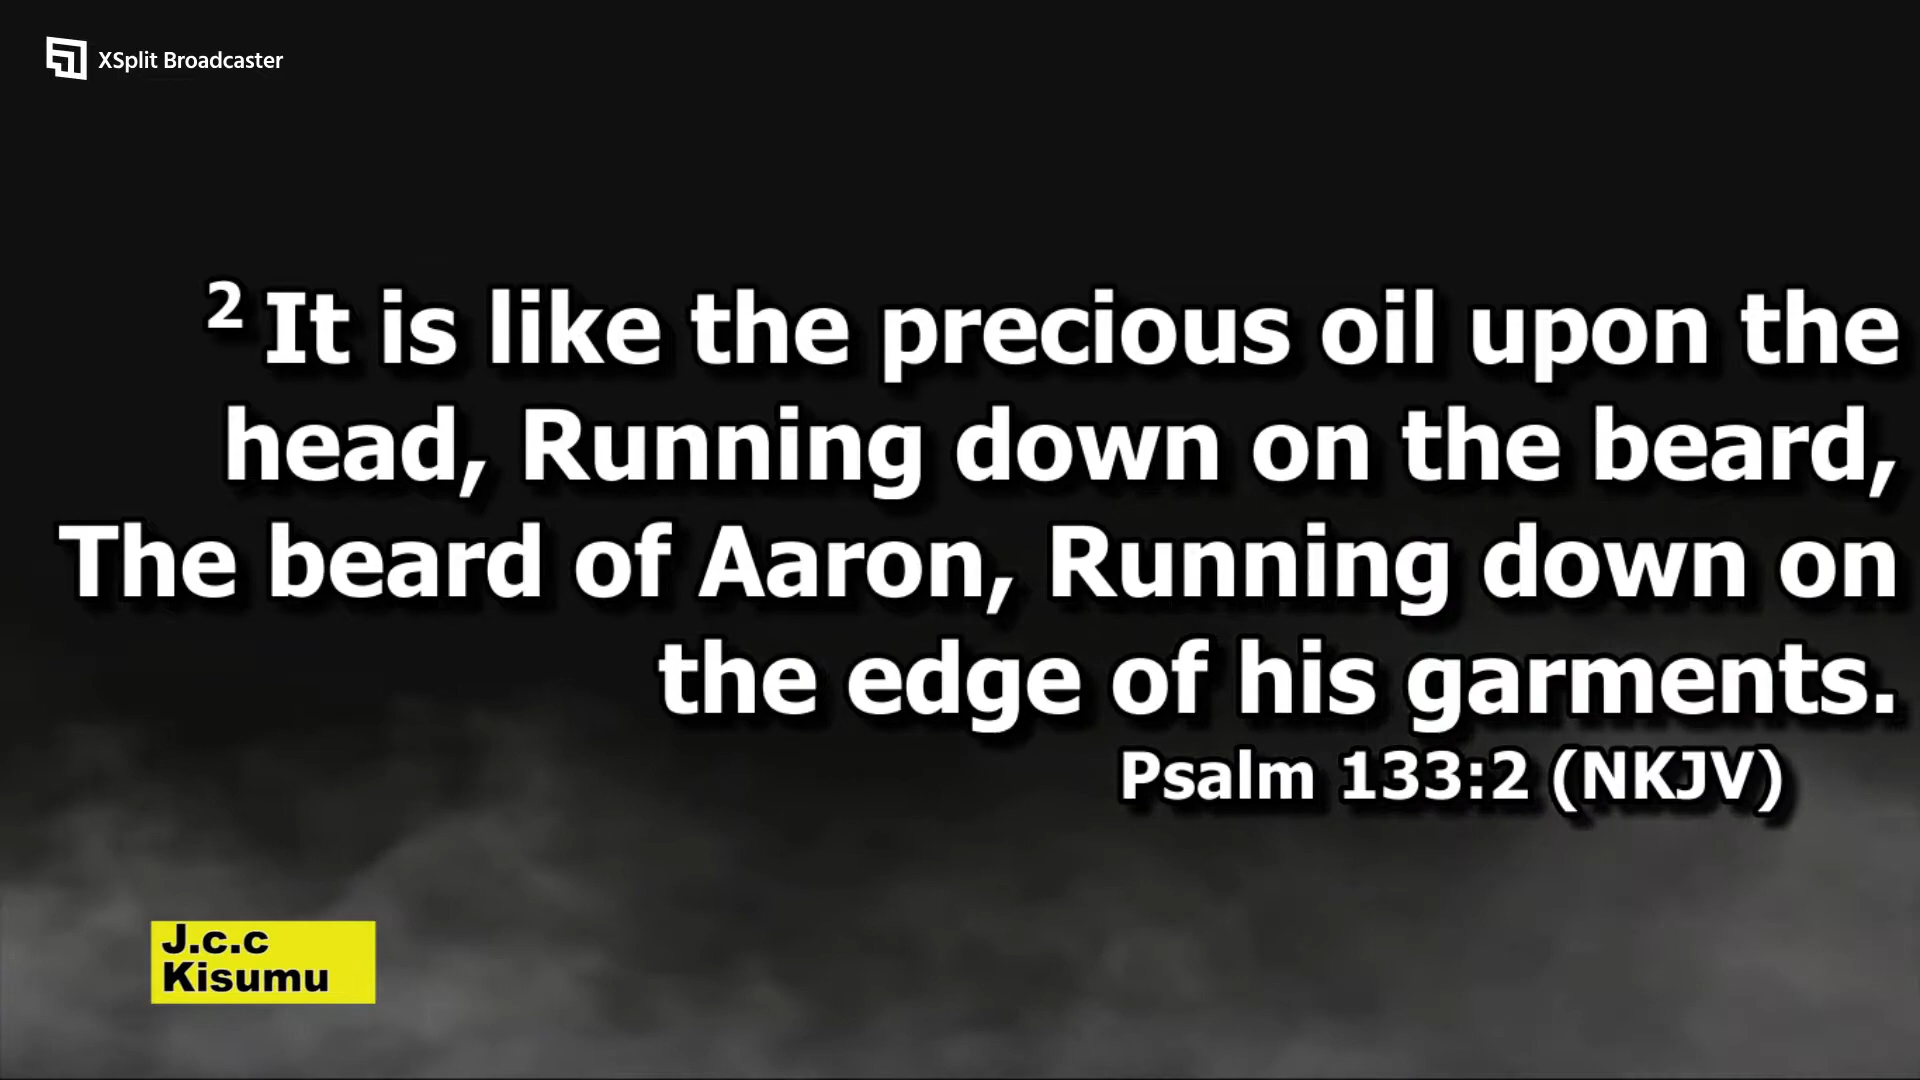 XSplit Broadcaster
2 It is like the precious oil upon the
head, Running down on the beard,
The beard of Aaron, Running down on
the edge of his garments.
Psalm 133:2 (NKJV)
J.c.c
Kisumu